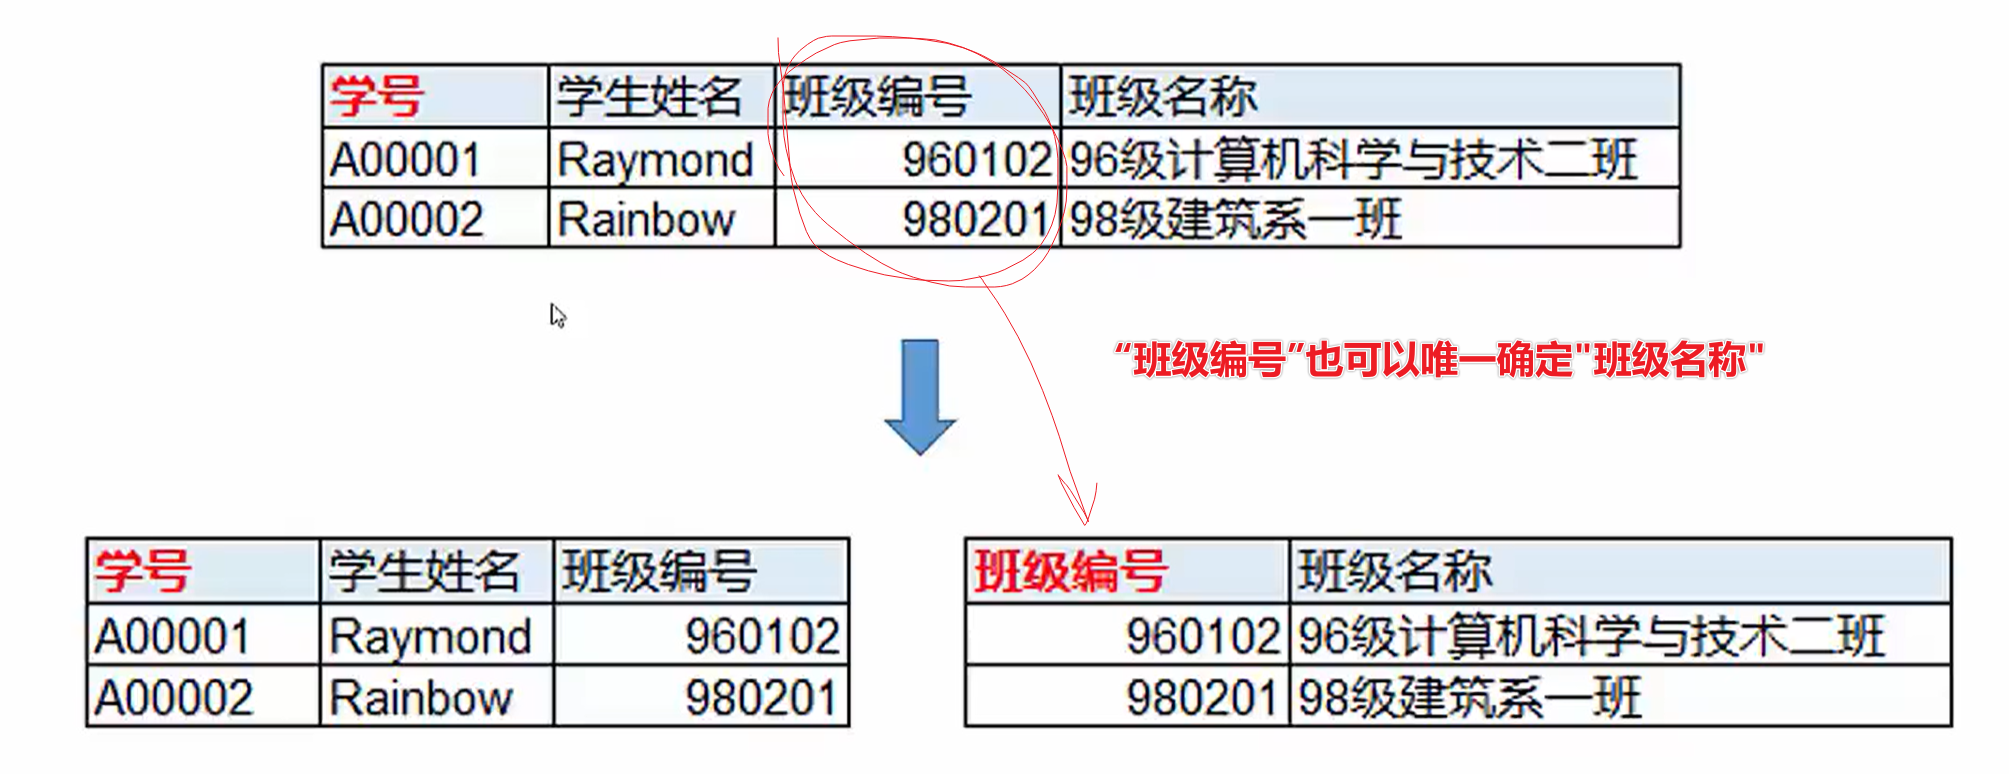 学号 学生姓名 班级编号 班级名称
A00001 Raymond 960102 96级计算机科学与技术二班
A00002 Rainbow 980201 98级建筑系一班
“班级编号”也可以唯一确定"班级名称"
学号 学生姓名 班级编号
A00001 Raymond 960102
A00002 Rainbow 980201
班级编号 班级名称
960102 96级计算机科学与技术二班
980201 98级建筑系一班